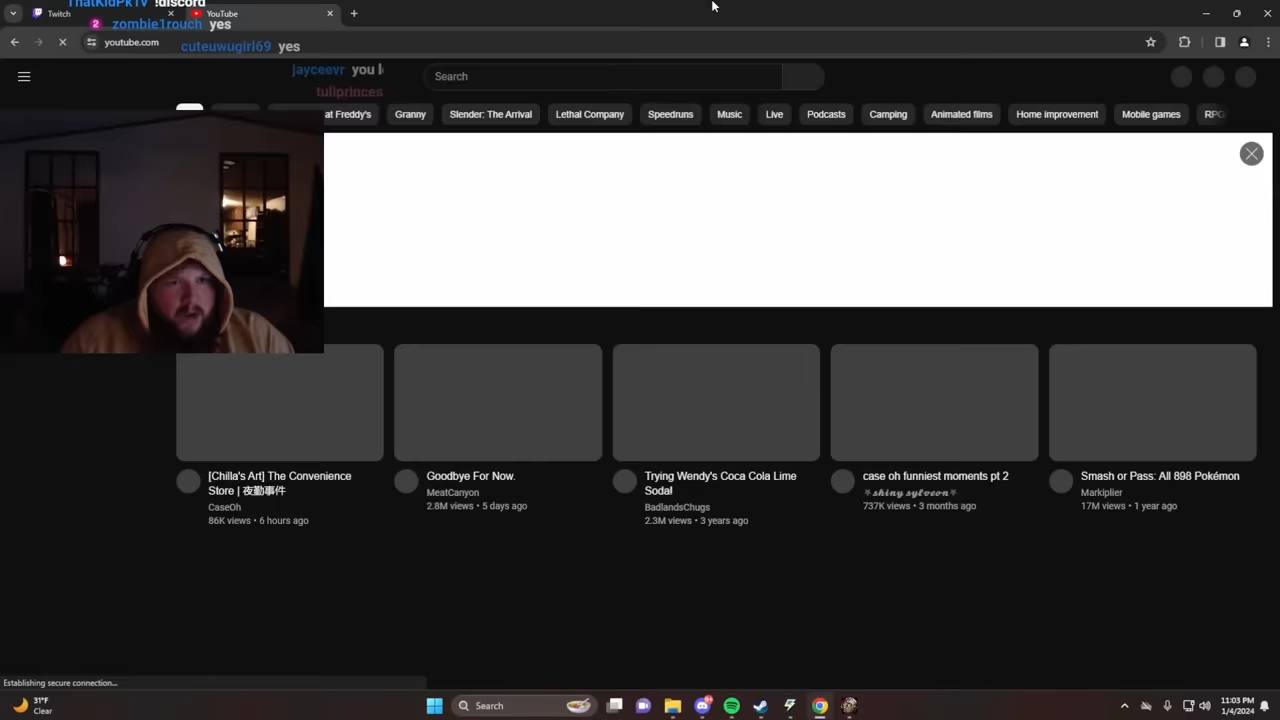 ThatKidPkTV !discord
Twitch
YouTube
2 zombie1rouch yes
youtube.com
cuteuwugirl69 yes
jayceevr you l
tuliprinces
Search
at Freddy's
Granny
Slender: The Arrival
Lethal Company
Speedruns
Music
Live
Podcasts
Camping
Animated films
Home improvement
Mobile games
RPG
[Chilla's Art] The Convenience
Store | 夜勤事件
CaseOh
86K views • 6 hours ago
Goodbye For Now.
MeatCanyon
2.8M views • 5 days ago
Trying Wendy's Coca Cola Lime
Soda!
BadlandsChugs
2.3M views • 3 years ago
case oh funniest moments pt 2
𝓼𝓱𝓲𝓷𝔂 𝓼𝔂𝓵𝓿𝓮𝓸𝓷
737K views • 3 months ago
Smash or Pass: All 898 Pokémon
Markiplier
17M views • 1 year ago
Establishing secure connection...
31°F
Clear
Search
11:03 PM
1/4/2024